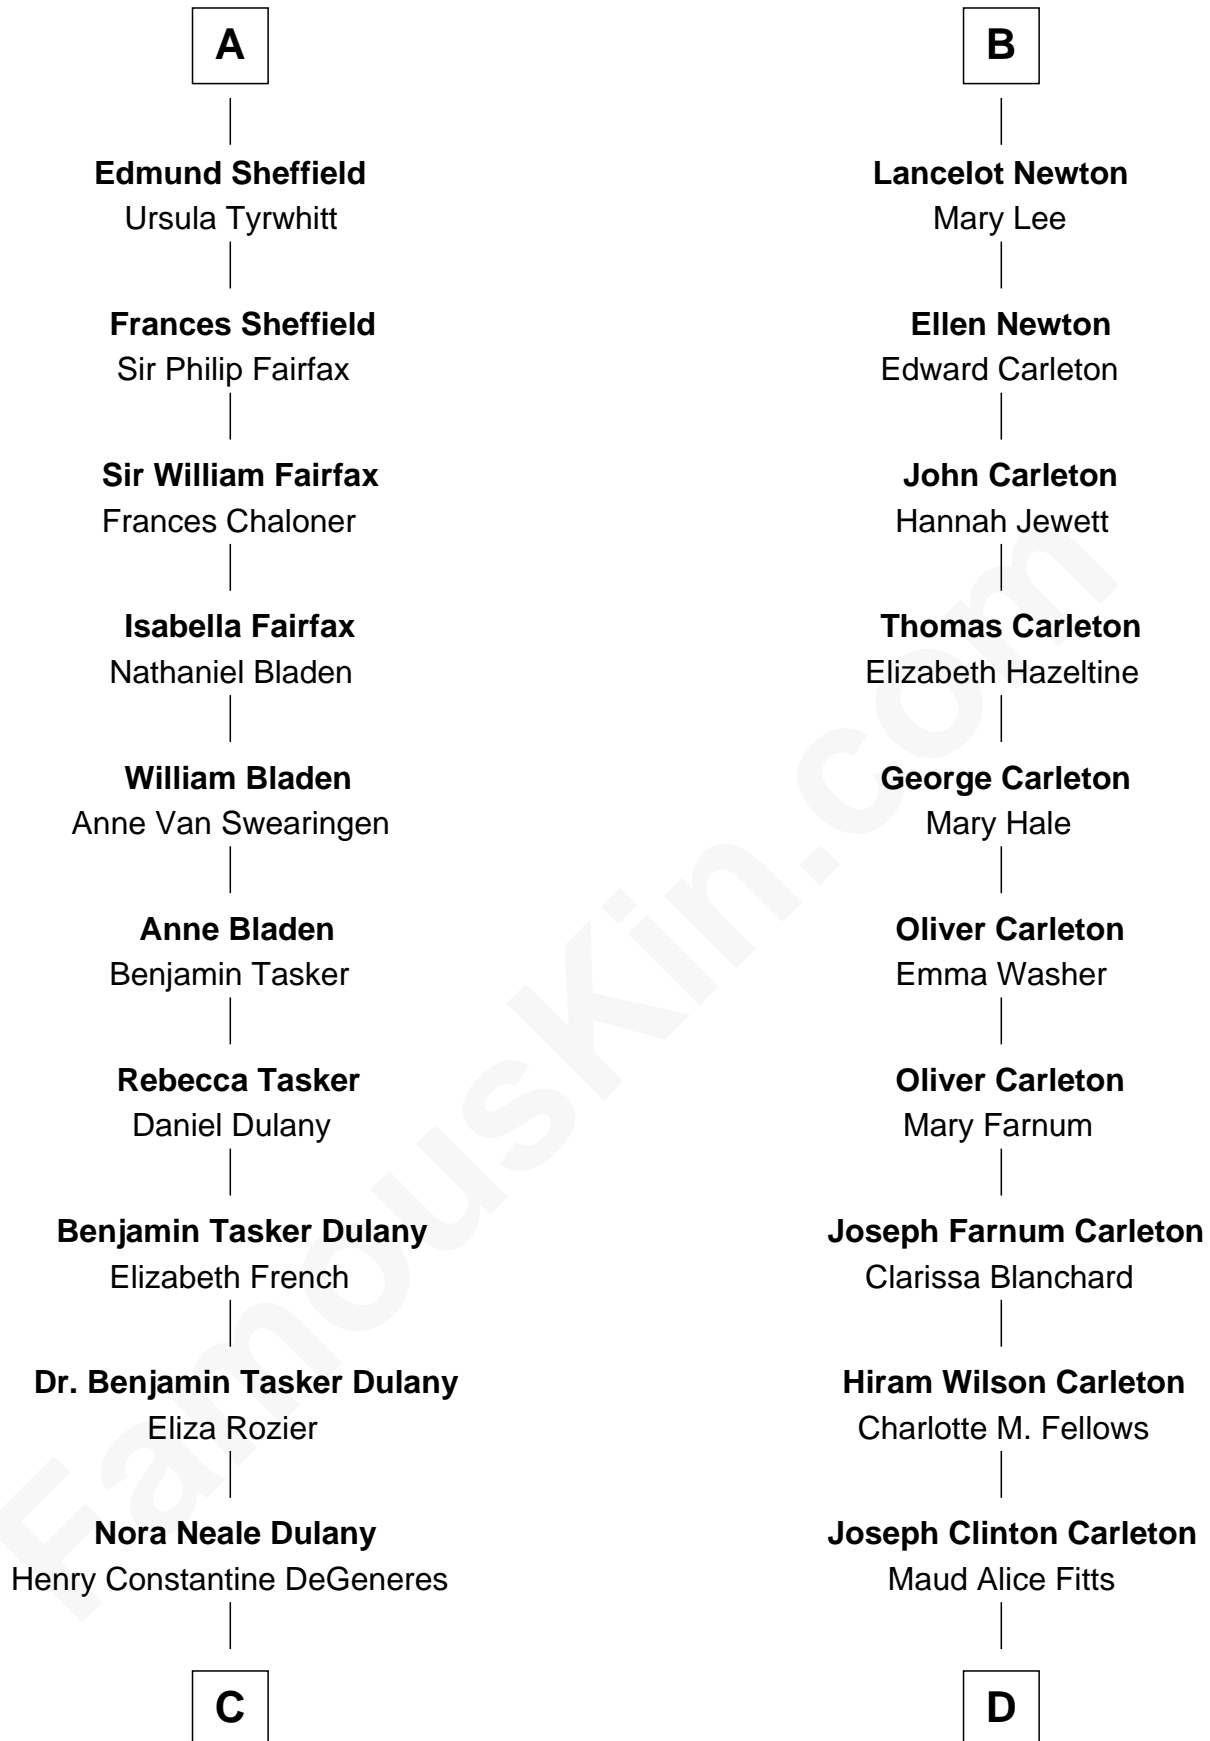 A
Edmund Sheffield
Ursula Tyrwhitt
Frances Sheffield
Sir Philip Fairfax
Sir William Fairfax
Frances Chaloner
Isabella Fairfax
Nathaniel Bladen
William Bladen
Anne Van Swearingen
Anne Bladen
Benjamin Tasker
Rebecca Tasker
Daniel Dulany
Benjamin Tasker Dulany
Elizabeth French
Dr. Benjamin Tasker Dulany
Eliza Rozier
Nora Neale Dulany
Henry Constantine DeGeneres
C
B
Lancelot Newton
Mary Lee
Ellen Newton
Edward Carleton
John Carleton
Hannah Jewett
Thomas Carleton
Elizabeth Hazeltine
George Carleton
Mary Hale
Oliver Carleton
Emma Washer
Oliver Carleton
Mary Farnum
Joseph Farnum Carleton
Clarissa Blanchard
Hiram Wilson Carleton
Charlotte M. Fellows
Joseph Clinton Carleton
Maud Alice Fitts
D
FamousKin.com